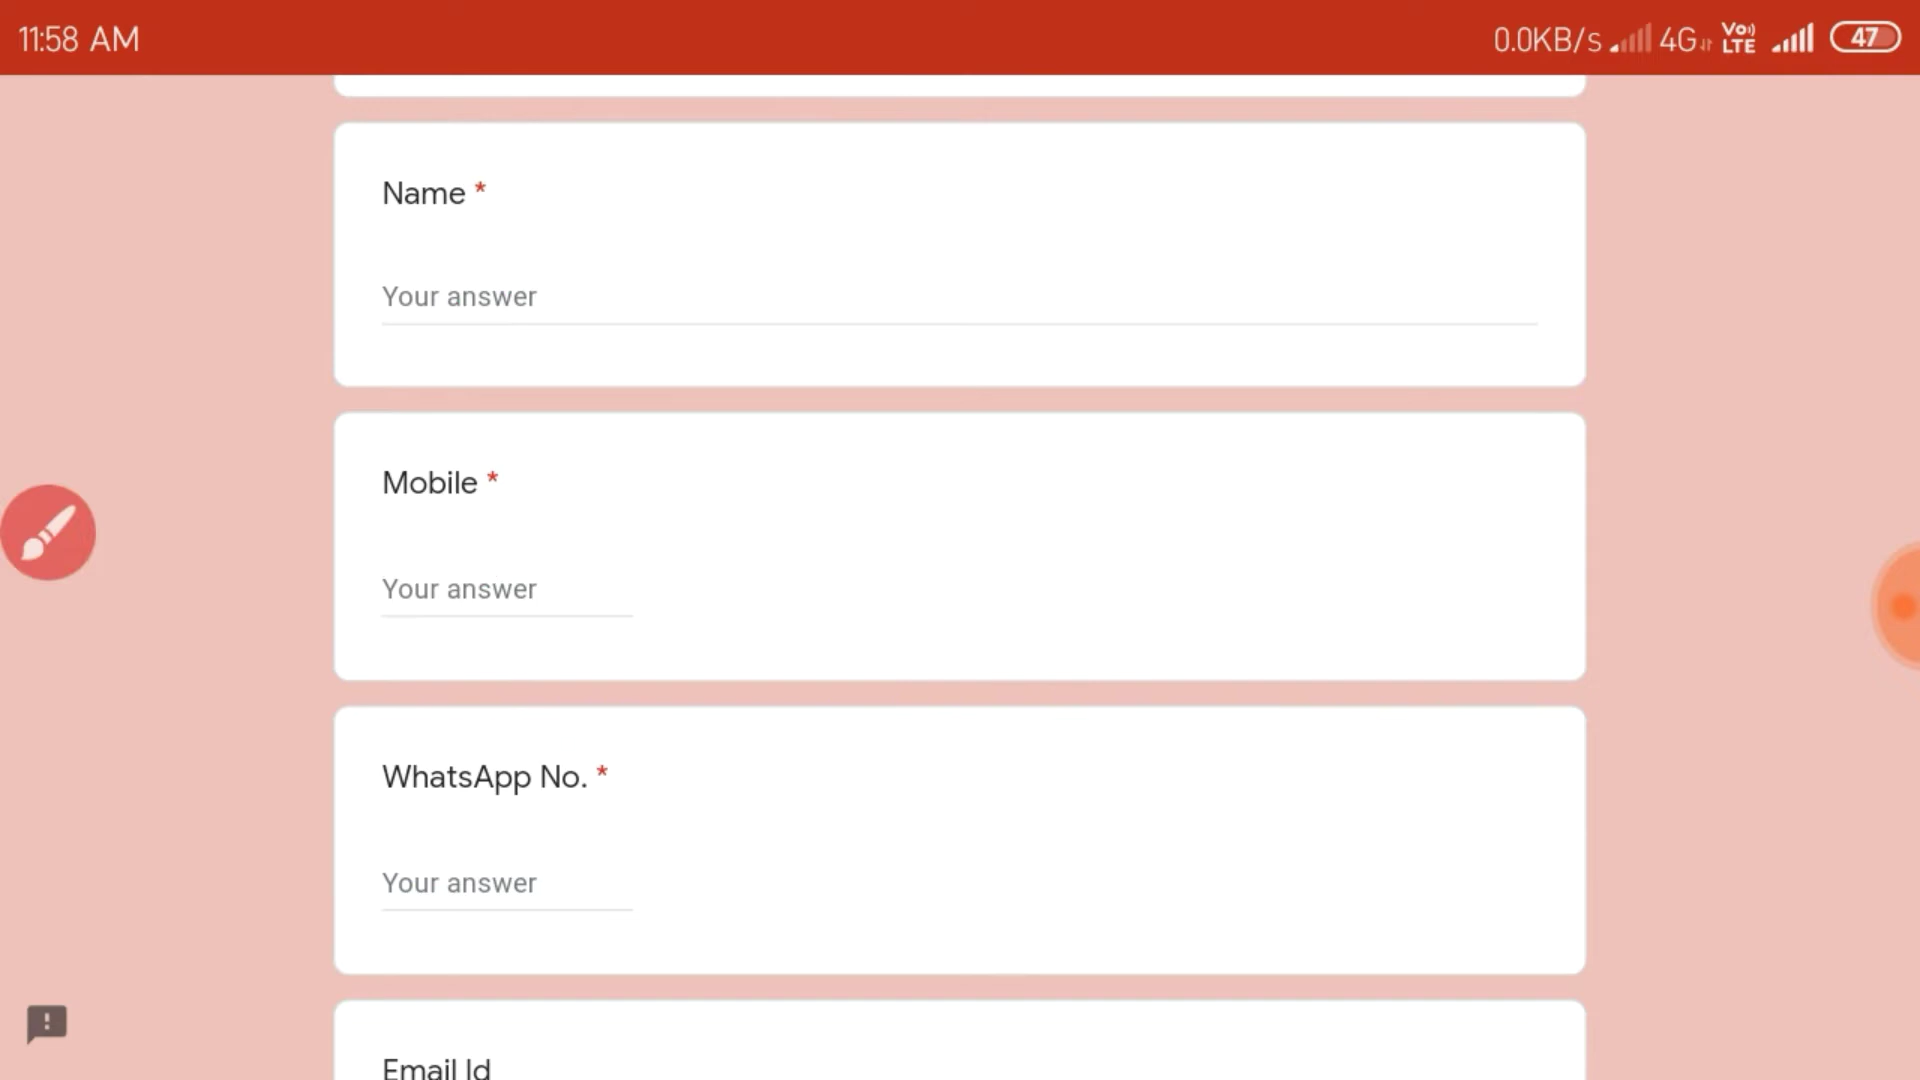 11:58 AM
0.0KB/s 4G Vo) LTE 47
Name *
Your answer
Mobile *
Your answer
WhatsApp No. *
Your answer
Email Id